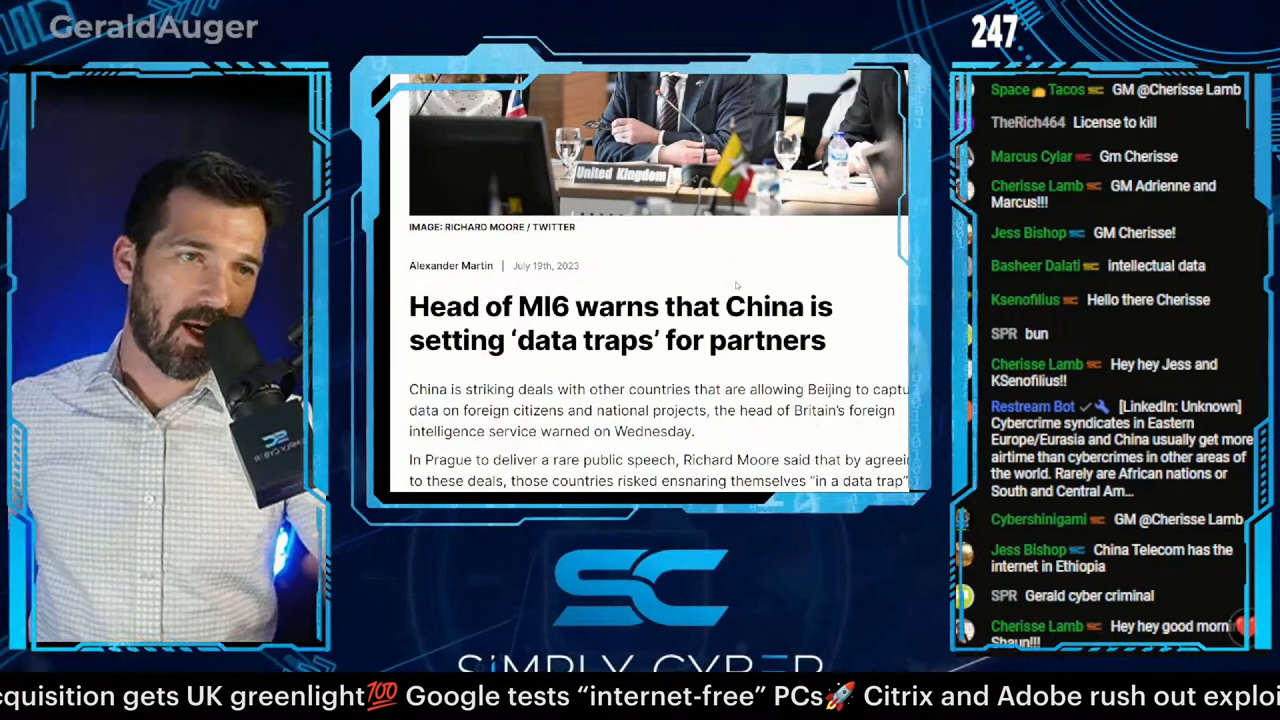 GeraldAuger
247
United Kingdom
IMAGE: RICHARD MOORE / TWITTER
Alexander Martin | July 19th, 2023
Head of MI6 warns that China is
setting ‘data traps’ for partners
China is striking deals with other countries that are allowing Beijing to captu
data on foreign citizens and national projects, the head of Britain’s foreign
intelligence service warned on Wednesday.
In Prague to deliver a rare public speech, Richard Moore said that by agreei
to these deals, those countries risked ensnaring themselves “in a data trap”
Space 🌮 Tacos GM @Cherisse Lamb
TheRich464 License to kill
Marcus Cylar Gm Cherisse
Cherisse Lamb GM Adrienne and
Marcus!!!
Jess Bishop GM Cherisse!
Basheer Dalati intellectual data
Ksenofilius Hello there Cherisse
SPR bun
Cherisse Lamb Hey hey Jess and
KSenofilius!!
Restream Bot [LinkedIn: Unknown]
Cybercrime syndicates in Eastern
Europe/Eurasia and China usually get more
airtime than cybercrimes in other areas of
the world. Rarely are African nations or
South and Central Am...
Cybershinigami GM @Cherisse Lamb
Jess Bishop China Telecom has the
internet in Ethiopia
SPR Gerald cyber criminal
Cherisse Lamb Hey hey good morni
Shaun!!!
SC
SIMPLY CYBER
cquisition gets UK greenlight💯 Google tests “internet-free” PCs🚀 Citrix and Adobe rush out exploi